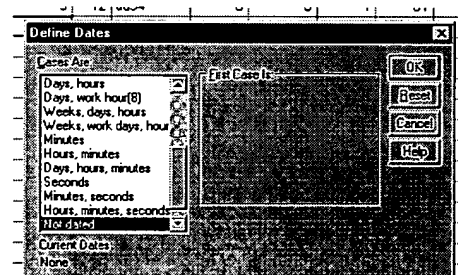 Define Dates
Cases Are:
Days, hours
Days, work hour(8)
Weeks, days, hours
Weeks, work days, hour
Minutes
Hours, minutes
Days, hours, minutes
Seconds
Minutes, seconds
Hours, minutes, seconds
Not dated
Current Dates:
None
First Case Is:
OK
Reset
Cancel
Help